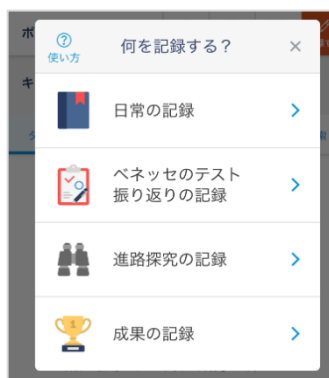 使い方
何を記録する？
日常の記録
ベネッセのテスト
振り返りの記録
進路探究の記録
成果の記録